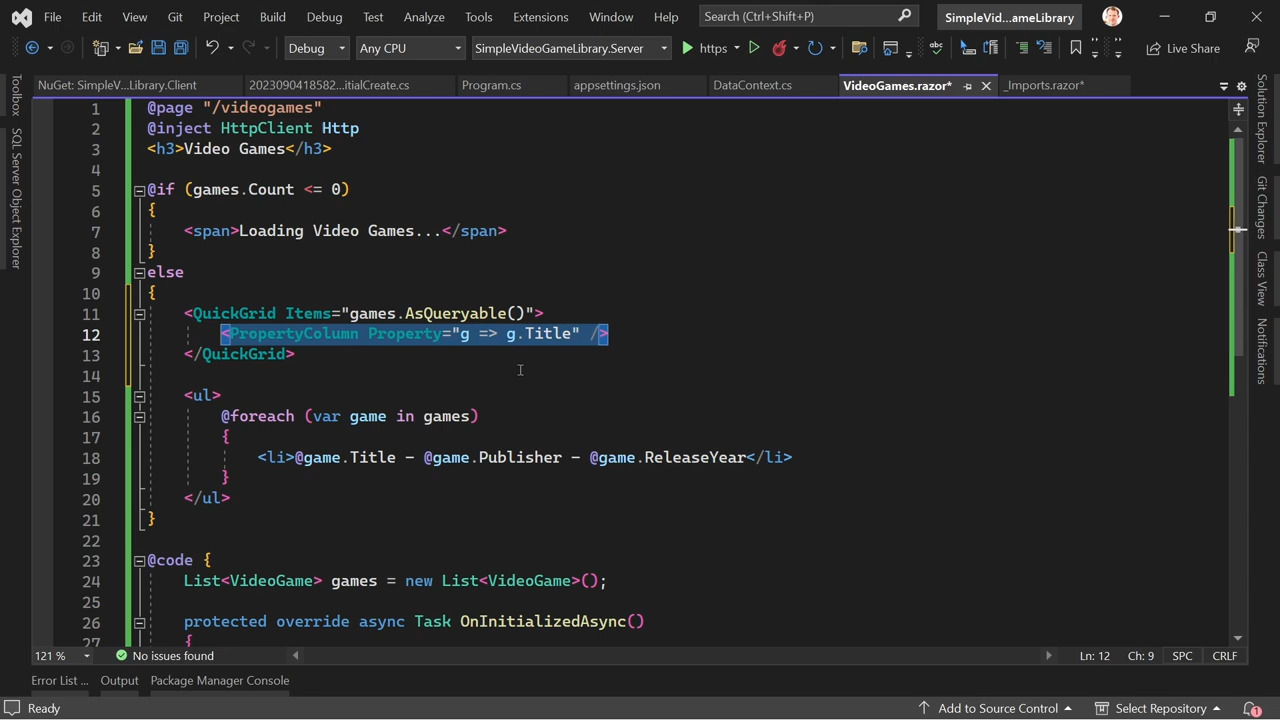 File Edit View Git Project Build Debug Test Analyze Tools Extensions Window Help Search (Ctrl+Shift+P) SimpleVid...ameLibrary
Debug Any CPU SimpleVideoGameLibrary.Server https Live Share
NuGet: SimpleV...Library.Client 2023090418582...itialCreate.cs Program.cs appsettings.json DataContext.cs VideoGames.razor* _Imports.razor*
Toolbox
SQL Server Object Explorer
1 @page "/videogames"
2 @inject HttpClient Http
3 <h3>Video Games</h3>
4
5 @if (games.Count <= 0)
6 {
7 <span>Loading Video Games...</span>
8 }
9 else
10 {
11 <QuickGrid Items="games.AsQueryable()">
12 <PropertyColumn Property="g => g.Title" />
13 </QuickGrid>
14
15 <ul>
16 @foreach (var game in games)
17 {
18 <li>@game.Title - @game.Publisher - @game.ReleaseYear</li>
19 }
20 </ul>
21 }
22
23 @code {
24 List<VideoGame> games = new List<VideoGame>();
25
26 protected override async Task OnInitializedAsync()
27 {
Solution Explorer
Git Changes
Class View
Notifications
121 % No issues found Ln: 12 Ch: 9 SPC CRLF
Error List ... Output Package Manager Console
Ready Add to Source Control Select Repository 1